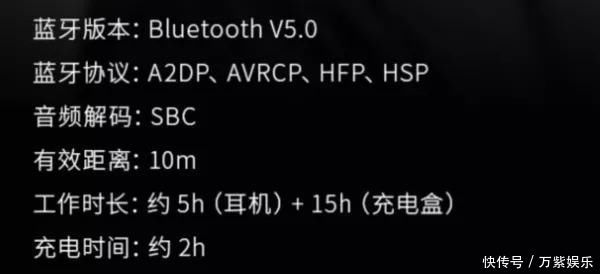 蓝牙版本: Bluetooth V5.0
蓝牙协议: A2DP、AVRCP、HFP、HSP
音频解码: SBC
有效距离: 10m
工作时长: 约 5h（耳机）+ 15h（充电盒）
充电时间: 约 2h
快传号 / 万紫娱乐